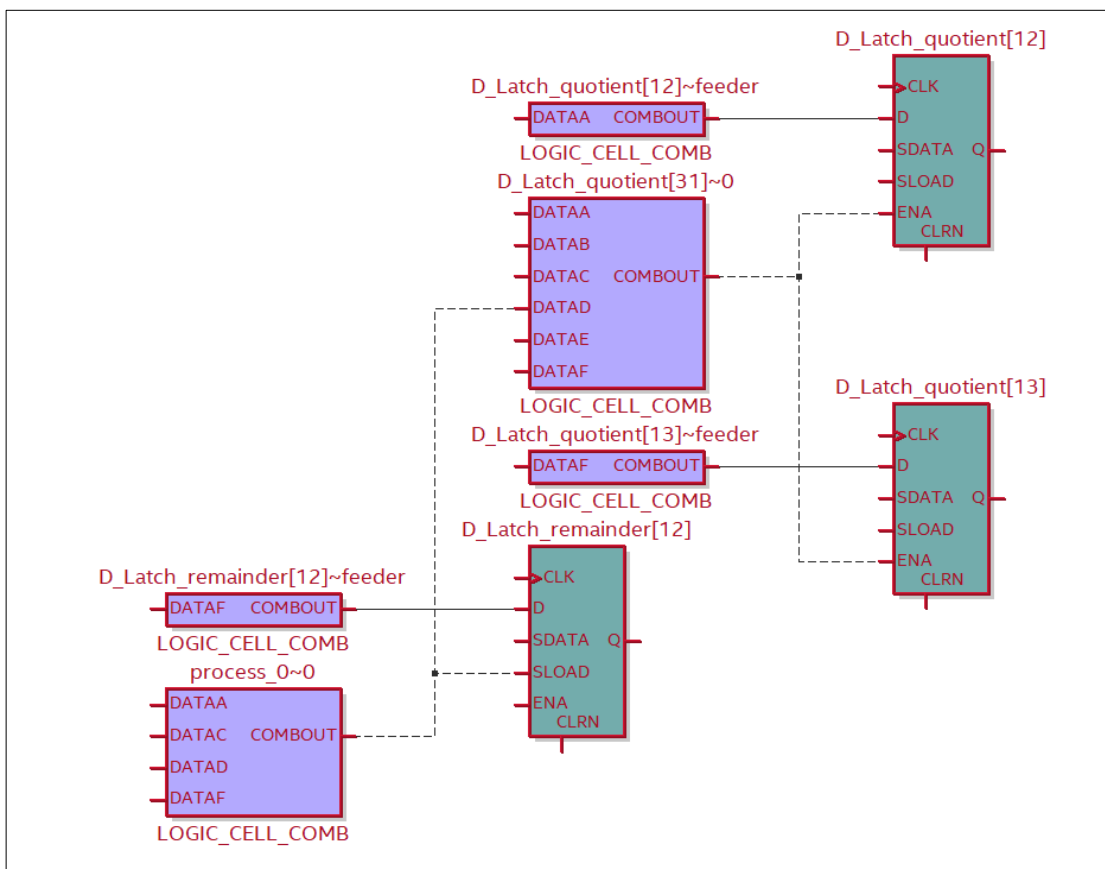 D_Latch_quotient[12]
CLK
D
SDATA Q
SLOAD
ENA
CLRN
D_Latch_quotient[12]~feeder
DATAA COMBOUT
LOGIC_CELL_COMB
D_Latch_quotient[31]~0
DATAA
DATAB
DATAC COMBOUT
DATAD
DATAE
DATAF
LOGIC_CELL_COMB
D_Latch_quotient[13]
CLK
D
SDATA Q
SLOAD
ENA
CLRN
D_Latch_quotient[13]~feeder
DATAF COMBOUT
LOGIC_CELL_COMB
D_Latch_remainder[12]
CLK
D
SDATA Q
SLOAD
ENA
CLRN
D_Latch_remainder[12]~feeder
DATAF COMBOUT
LOGIC_CELL_COMB
process_0~0
DATAA
DATAC COMBOUT
DATAD
DATAF
LOGIC_CELL_COMB